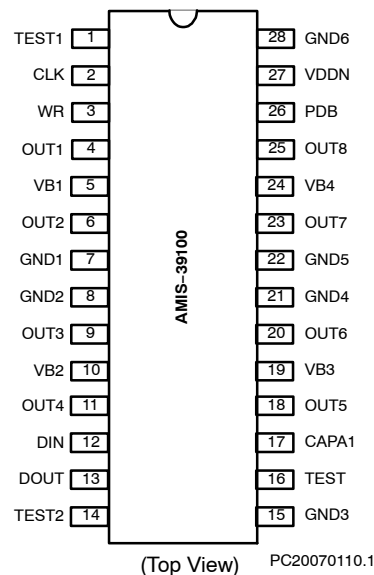 TEST1 1 28 GND6
CLK 2 27 VDDN
WR 3 26 PDB
OUT1 4 25 OUT8
VB1 5 24 VB4
OUT2 6 23 OUT7
GND1 7 22 GND5
GND2 8 21 GND4
OUT3 9 20 OUT6
VB2 10 19 VB3
OUT4 11 18 OUT5
DIN 12 17 CAPA1
DOUT 13 16 TEST
TEST2 14 15 GND3
AMIS−39100
(Top View) PC20070110.1